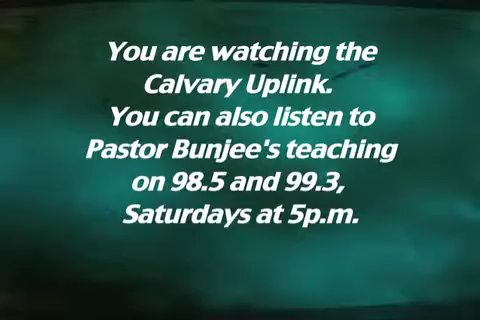 You are watching the
Calvary Uplink.
You can also listen to
Pastor Bunjee's teaching
on 98.5 and 99.3,
Saturdays at 5p.m.